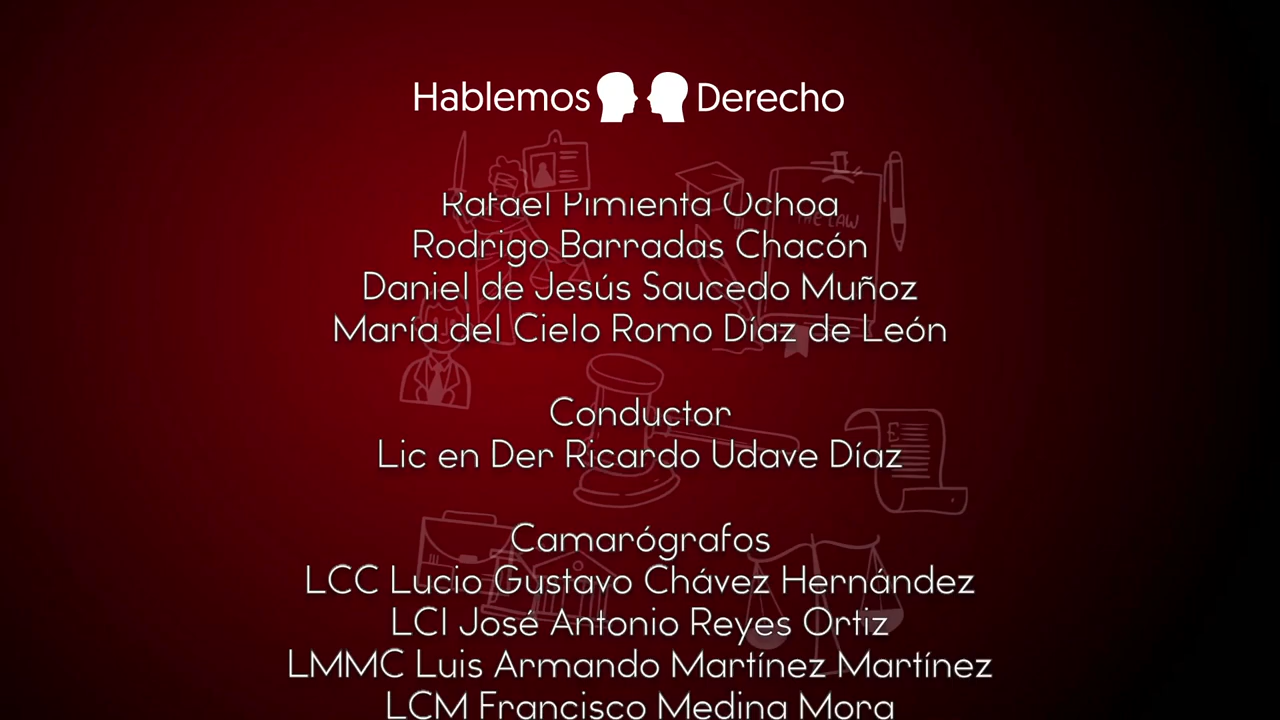 Hablemos Derecho
Rafael Pimienta Ochoa
THE LAW
Rodrigo Barradas Chacón
Daniel de Jesús Saucedo Muñoz
María del Cielo Romo Díaz de León
Conductor
Lic en Der Ricardo Udave Díaz
Camarógrafos
LCC Lucio Gustavo Chávez Hernández
LCI José Antonio Reyes Ortiz
LMMC Luis Armando Martínez Martínez
LCM Francisco Medina Mora